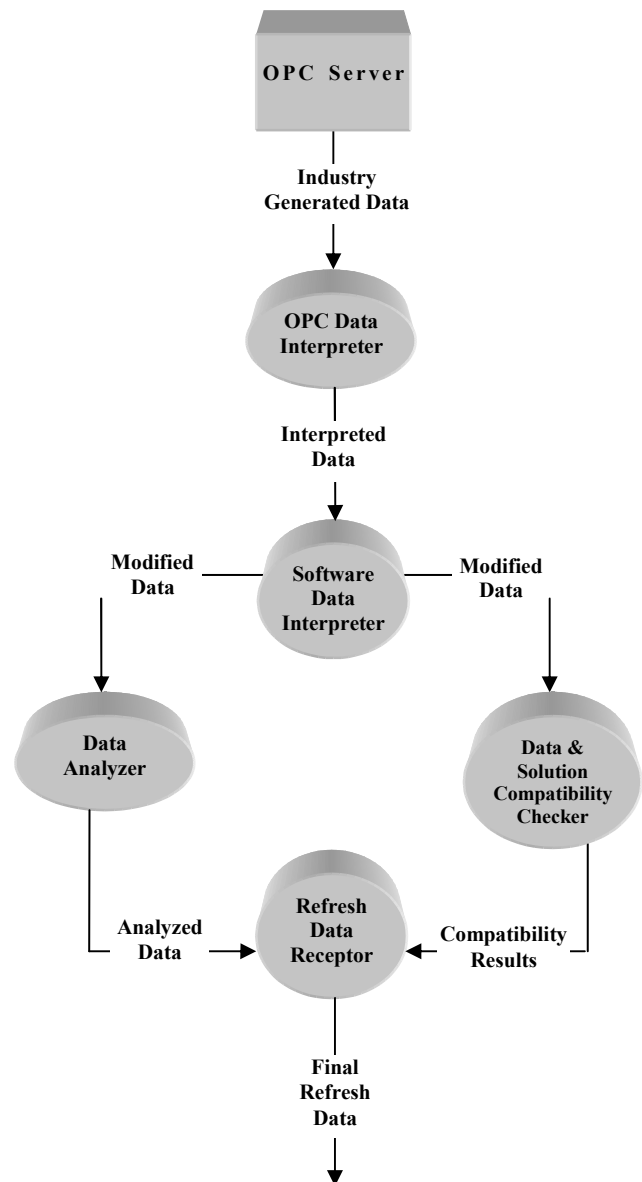 OPC Server
Industry
Generated Data
OPC Data
Interpreter
Interpreted
Data
Modified
Data
Software
Data
Interpreter
Modified
Data
Data
Analyzer
Data &
Solution
Compatibility
Checker
Analyzed
Data
Refresh
Data
Receptor
Compatibility
Results
Final
Refresh
Data